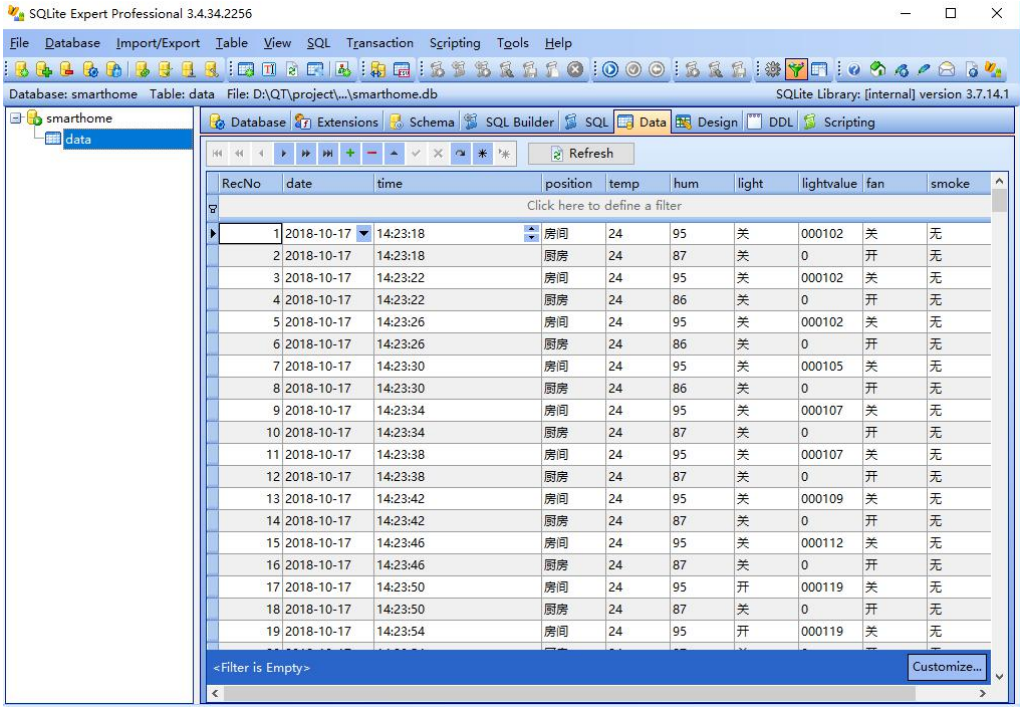 SQLite Expert Professional 3.4.34.2256
File Database Import/Export Table View SQL Transaction Scripting Tools Help
Database: smarthome Table: data File: D:\QT\project\...\smarthome.db SQLite Library: [internal] version 3.7.14.1
smarthome
data
Database Extensions Schema SQL Builder SQL Data Design DDL Scripting
Refresh
RecNo date time position temp hum light lightvalue fan smoke
Click here to define a filter
1 2018-10-17 14:23:18 房间 24 95 关 000102 关 无
2 2018-10-17 14:23:18 厨房 24 87 关 0 开 无
3 2018-10-17 14:23:22 房间 24 95 关 000102 关 无
4 2018-10-17 14:23:22 厨房 24 86 关 0 开 无
5 2018-10-17 14:23:26 房间 24 95 关 000102 关 无
6 2018-10-17 14:23:26 厨房 24 86 关 0 开 无
7 2018-10-17 14:23:30 房间 24 95 关 000105 关 无
8 2018-10-17 14:23:30 厨房 24 86 关 0 开 无
9 2018-10-17 14:23:34 房间 24 95 关 000107 关 无
10 2018-10-17 14:23:34 厨房 24 87 关 0 开 无
11 2018-10-17 14:23:38 房间 24 95 关 000107 关 无
12 2018-10-17 14:23:38 厨房 24 87 关 0 开 无
13 2018-10-17 14:23:42 房间 24 95 关 000109 关 无
14 2018-10-17 14:23:42 厨房 24 87 关 0 开 无
15 2018-10-17 14:23:46 房间 24 95 关 000112 关 无
16 2018-10-17 14:23:46 厨房 24 87 关 0 开 无
17 2018-10-17 14:23:50 房间 24 95 开 000119 关 无
18 2018-10-17 14:23:50 厨房 24 87 关 0 开 无
19 2018-10-17 14:23:54 房间 24 95 开 000119 关 无
<Filter is Empty> Customize...